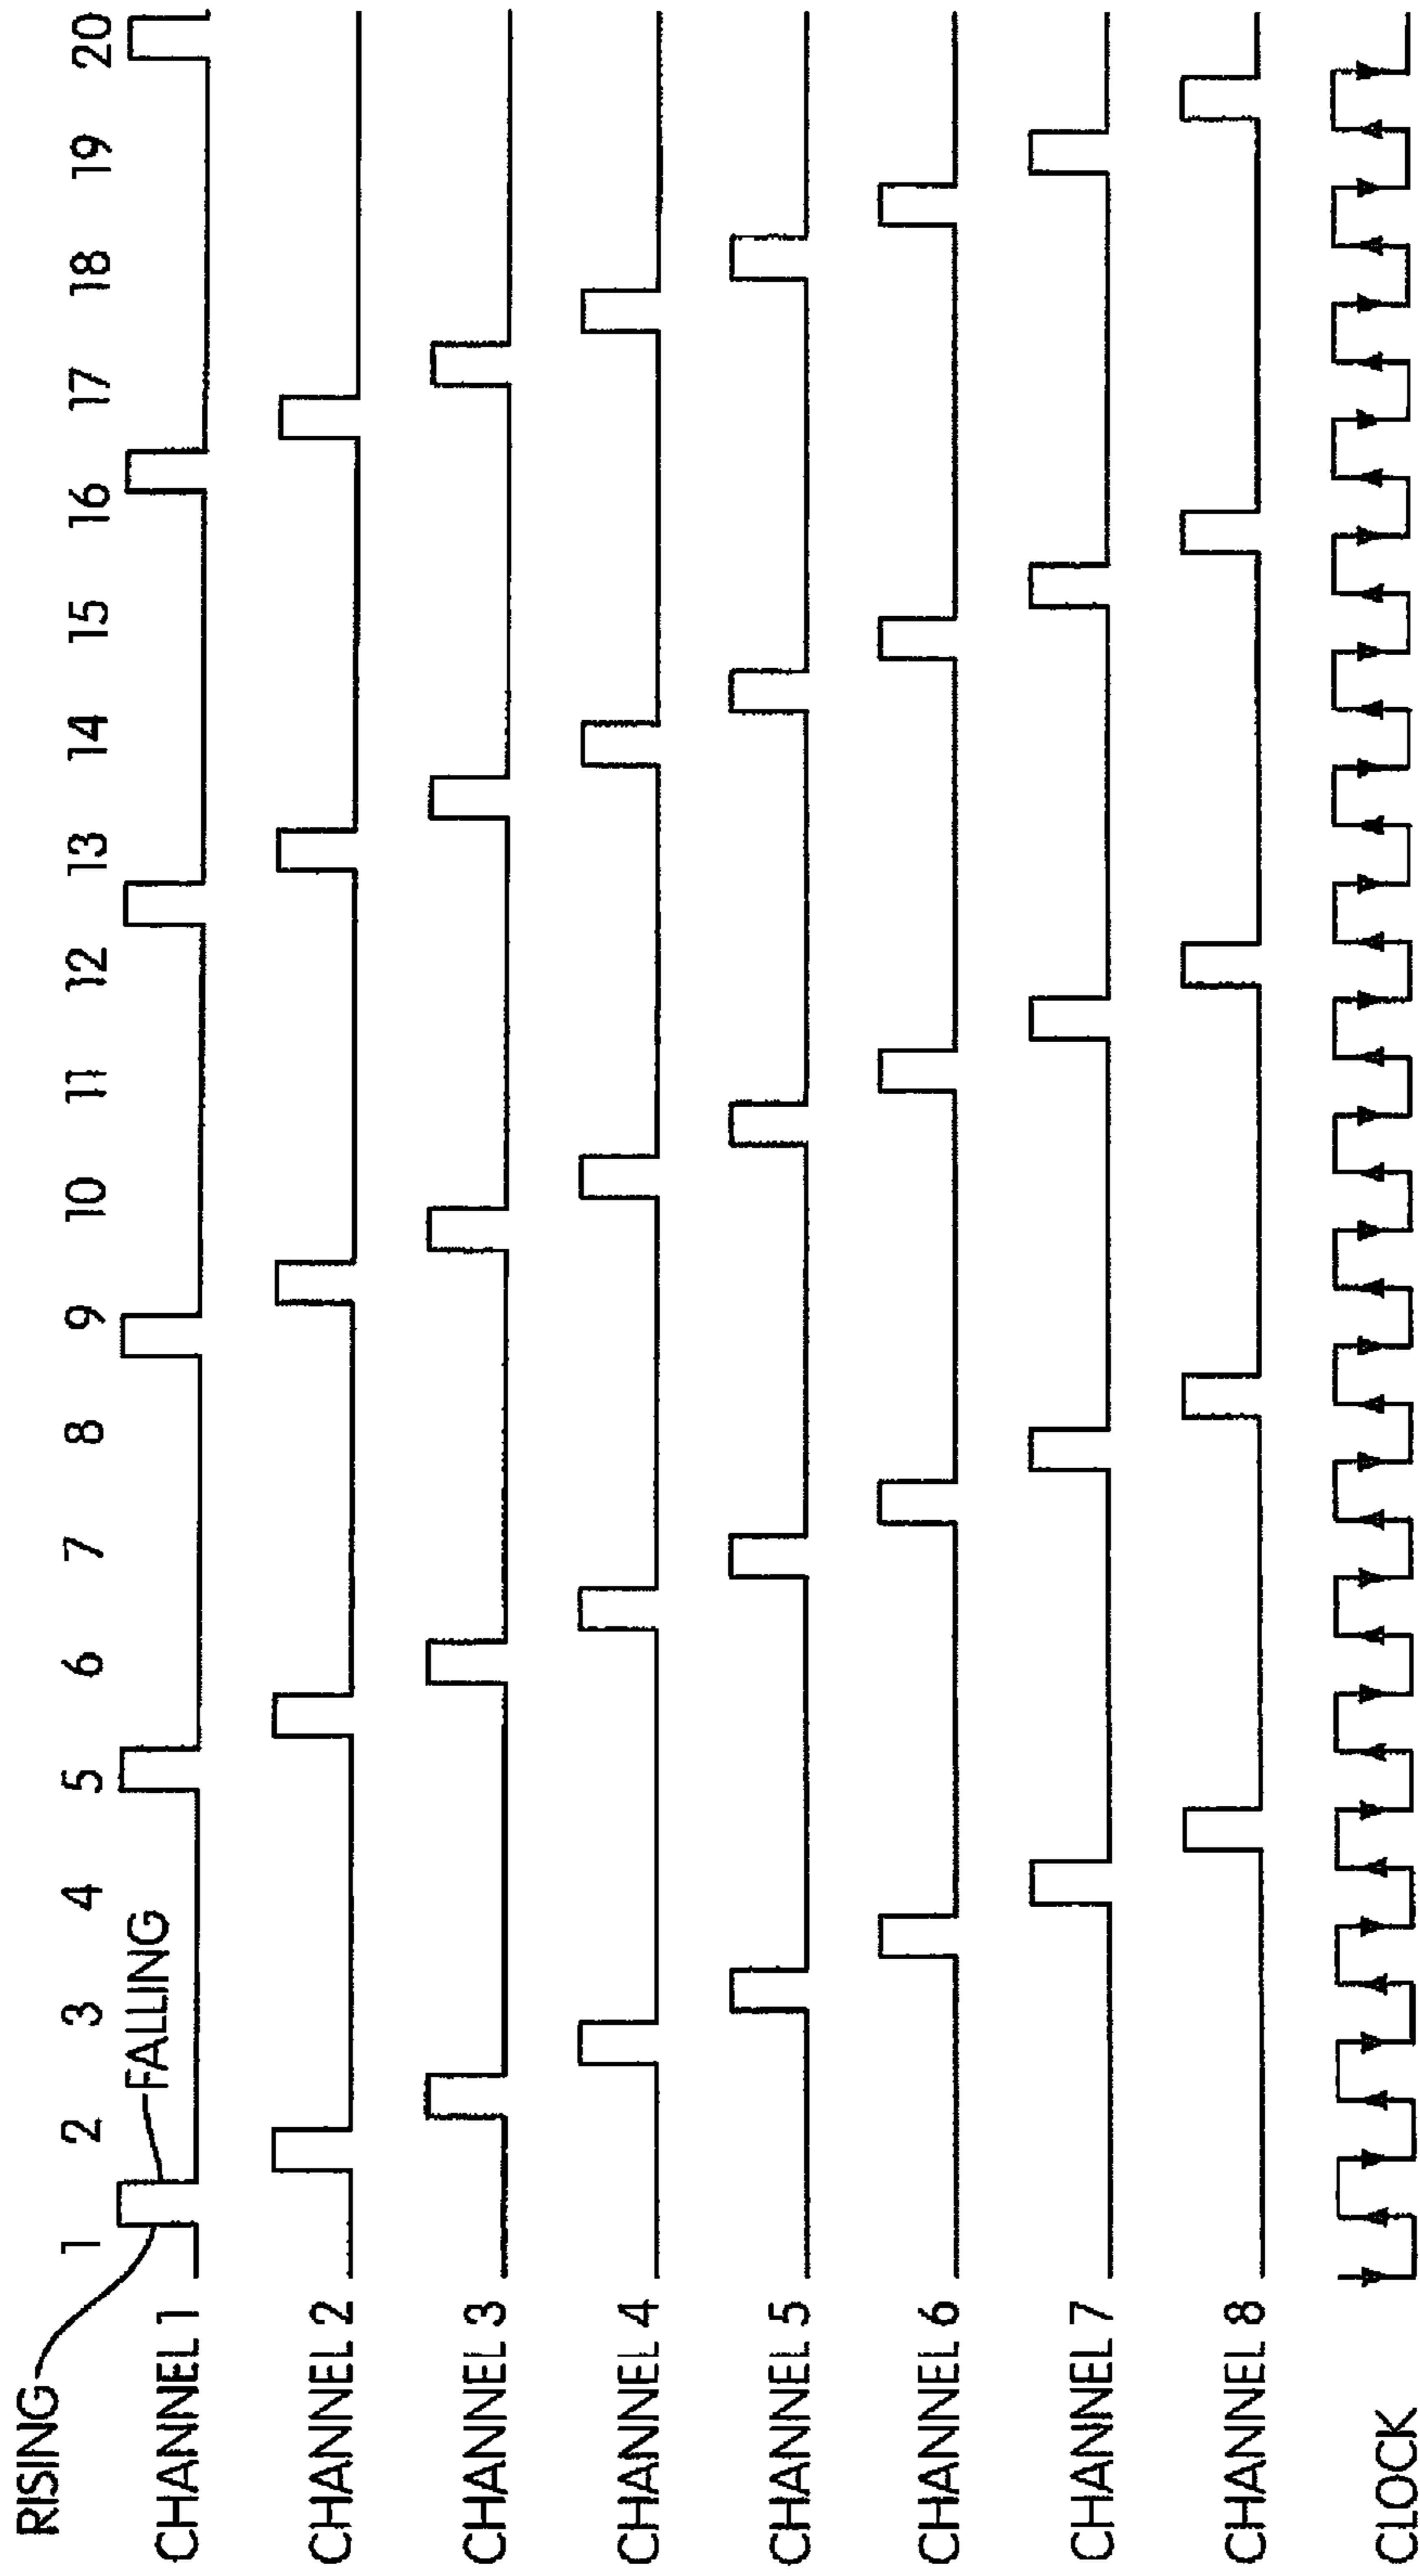 RISING
1 2 3 4 5 6 7 8 9 10 11 12 13 14 15 16 17 18 19 20
FALLING
CHANNEL 1
CHANNEL 2
CHANNEL 3
CHANNEL 4
CHANNEL 5
CHANNEL 6
CHANNEL 7
CHANNEL 8
CLOCK